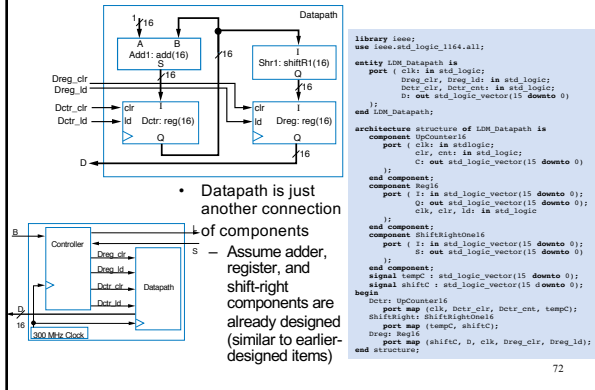 Datapath
1
16
A
B
Add1: add(16)
S
16
16
I
Shr1: shiftR1(16)
Q
16
Dreg_clr
Dreg_ld
Dctr_clr
Dctr_ld
clr
I
ld
Dctr: reg(16)
Q
clr
I
ld
Dreg: reg(16)
Q
16
D
• Datapath is just
another connection
of components
– Assume adder,
register, and
shift-right
components are
already designed
(similar to earlier-
designed items)
B
L
S
Controller
Dreg_clr
Dreg_ld
Dctr_clr
Dctr_ld
Datapath
D
16
300 MHz Clock
library ieee;
use ieee.std_logic_1164.all;
entity LDM_Datapath is
port ( clk: in std_logic;
Dreg_clr, Dreg_ld: in std_logic;
Dctr_clr, Dctr_cnt: in std_logic;
D: out std_logic_vector(15 downto 0)
);
end LDM_Datapath;
architecture structure of LDM_Datapath is
component UpCounter16
port ( clk: in stdlogic;
clr, cnt: in std_logic;
C: out std_logic_vector(15 downto 0)
);
end component;
component Reg16
port ( I: in std_logic_vector(15 downto 0);
Q: out std_logic_vector(15 downto 0);
clk, clr, ld: in std_logic
);
end component;
component ShiftRightOne16
port ( I: in std_logic_vector(15 downto 0);
S: out std_logic_vector(15 downto 0);
);
end component;
signal tempC : std_logic_vector(15 downto 0);
signal shiftC : std_logic_vector(15 downto 0);
begin
Dctr: UpCounter16
port map (clk, Dctr_clr, Dctr_cnt, tempC);
ShiftRight: ShiftRightOne16
port map (tempC, shiftC);
Dreg: Reg16
port map (shiftC, D, clk, Dreg_clr, Dreg_ld);
end structure;
72